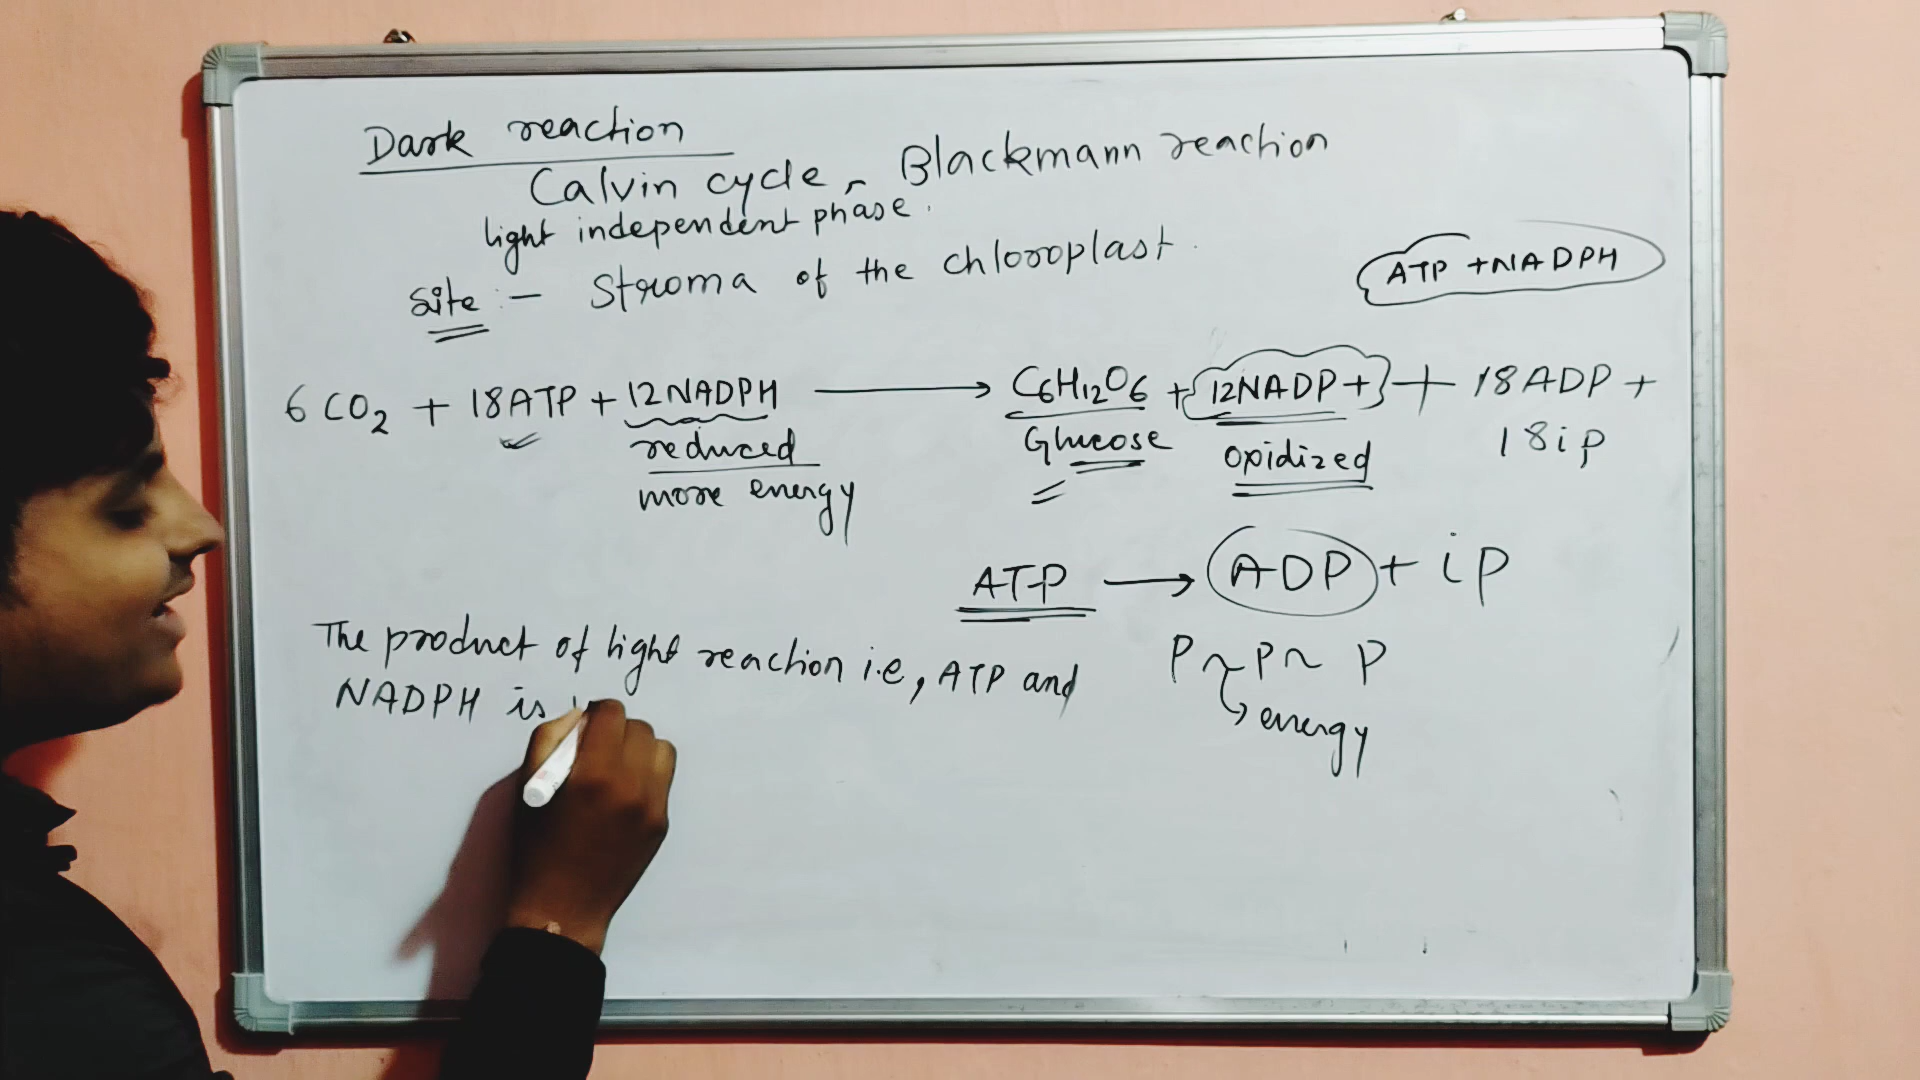 Dark reaction
Calvin cycle, Blackmann reaction
light independent phase.
site :- Stroma of the chloroplast.
ATP +NADPH
6 CO2 + 18ATP + 12NADPH → C6H12O6 + 12NADP+ + 18ADP +
18ip
reduced
more energy
Glucose
oxidized
ATP → ADP + ip
P~P~P
energy
The product of light reaction i.e, ATP and
NADPH is